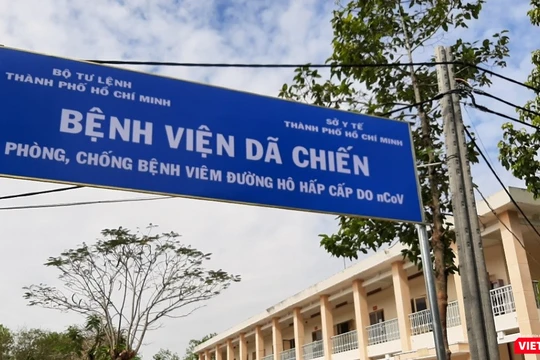 BỘ TƯ LỆNH
THÀNH PHỐ HỒ CHÍ MINH
SỞ Y TẾ
THÀNH PHỐ HỒ CHÍ MINH
BỆNH VIỆN DÃ CHIẾN
PHÒNG, CHỐNG BỆNH VIÊM ĐƯỜNG HÔ HẤP CẤP DO nCoV
VIET